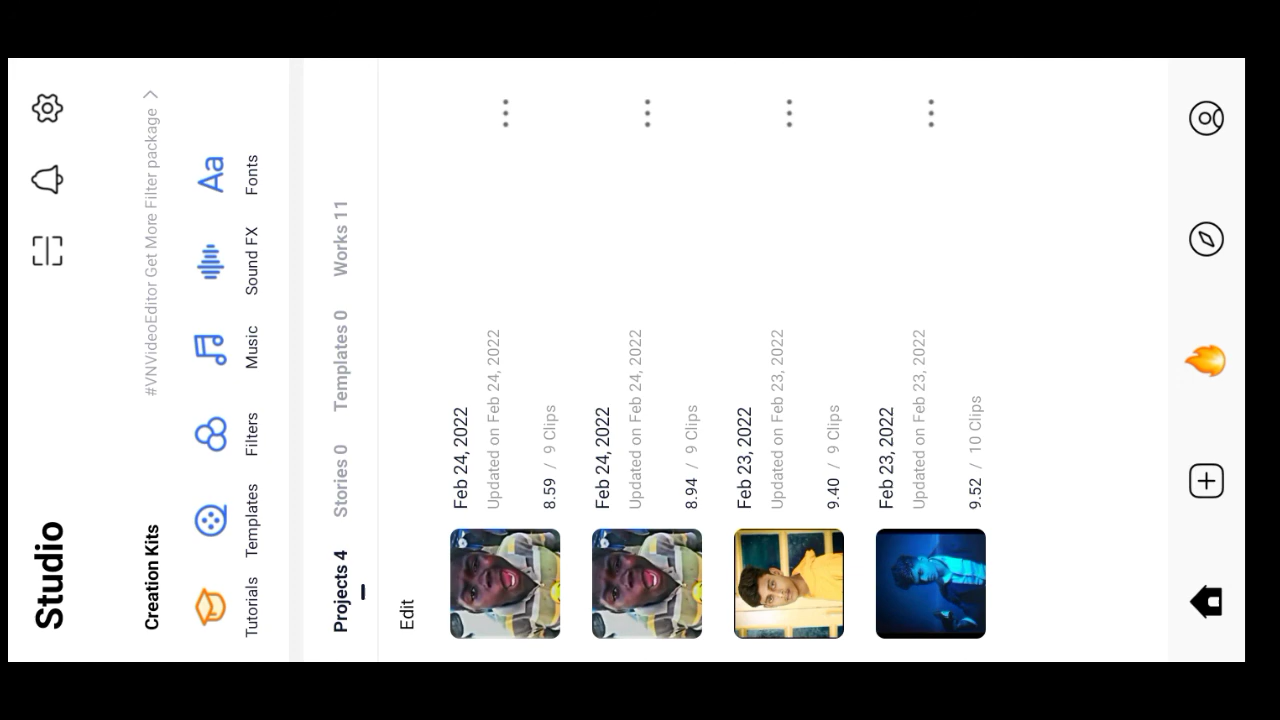 Studio
Creation Kits
#VNVideoEditor Get More Filter package >
Tutorials
Templates
Filters
Music
Sound FX
Aa
Fonts
Projects 4
Stories 0
Templates 0
Works 11
Edit
Feb 24, 2022
Updated on Feb 24, 2022
8.59 / 9 Clips
Feb 24, 2022
Updated on Feb 24, 2022
8.94 / 9 Clips
Feb 23, 2022
Updated on Feb 23, 2022
9.40 / 9 Clips
Feb 23, 2022
Updated on Feb 23, 2022
9.52 / 10 Clips